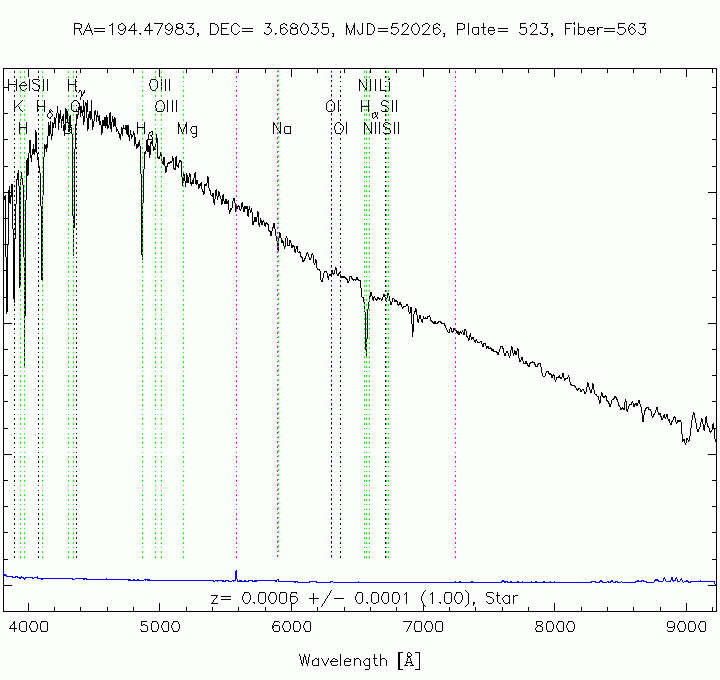 RA=194.47983, DEC= 3.68035, MJD=52026, Plate= 523, Fiber=563
HeI SII Hγ OIII NII Li
K Hδ OIII OI Hα SII
H Hβ Mg Na OI NII SII
z= 0.0006 +/- 0.0001 (1.00), Star
4000 5000 6000 7000 8000 9000
Wavelength [Å]